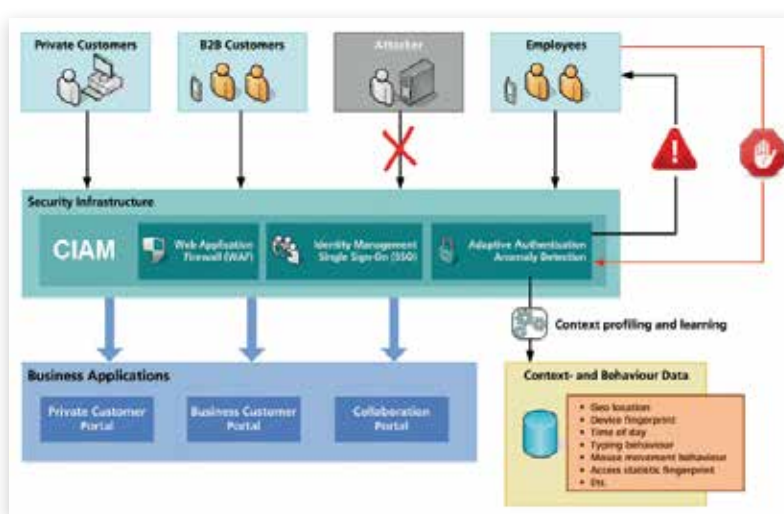 Private Customers
B2B Customers
Attacker
Employees
Security Infrastructure
CIAM
Web Application
Firewall (WAF)
Identity Management
Single Sign-On (SSO)
Adaptive Authentication
Anomaly Detection
Context profiling and learning
Business Applications
Private Customer
Portal
Business Customer
Portal
Collaboration
Portal
Context- and Behaviour Data
• Geo location
• Device fingerprint
• Time of day
• Typing behaviour
• Mouse movement behaviour
• Access statistic fingerprint
• Etc.